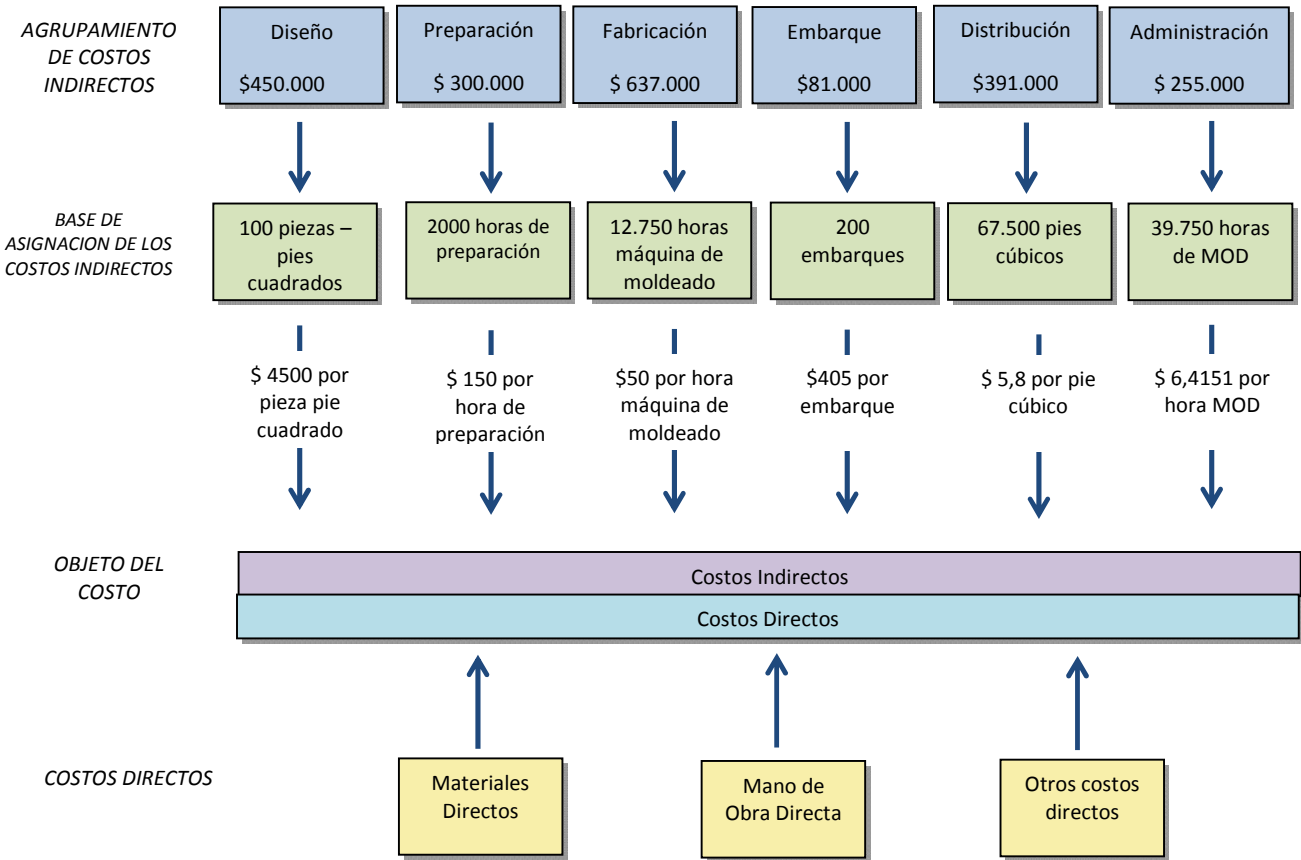 AGRUPAMIENTO
DE COSTOS
INDIRECTOS
Diseño
$450.000
Preparación
$ 300.000
Fabricación
$ 637.000
Embarque
$81.000
Distribución
$391.000
Administración
$ 255.000
BASE DE
ASIGNACION DE LOS
COSTOS INDIRECTOS
100 piezas –
pies
cuadrados
2000 horas de
preparación
12.750 horas
máquina de
moldeado
200
embarques
67.500 pies
cúbicos
39.750 horas
de MOD
$ 4500 por
pieza pie
cuadrado
$ 150 por
hora de
preparación
$50 por hora
máquina de
moldeado
$405 por
embarque
$ 5,8 por pie
cúbico
$ 6,4151 por
hora MOD
OBJETO DEL
COSTO
Costos Indirectos
Costos Directos
COSTOS DIRECTOS
Materiales
Directos
Mano de
Obra Directa
Otros costos
directos